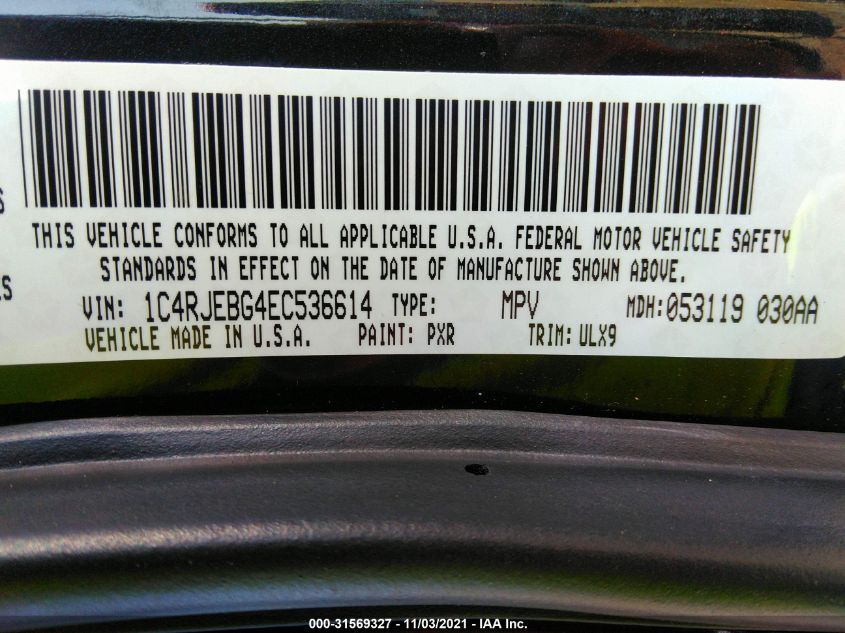 S
THIS VEHICLE CONFORMS TO ALL APPLICABLE U.S.A. FEDERAL MOTOR VEHICLE SAFETY
STANDARDS IN EFFECT ON THE DATE OF MANUFACTURE SHOWN ABOVE.
ES
VIN: 1C4RJEBG4EC536614 TYPE: MPV MDH:053119 030AA
VEHICLE MADE IN U.S.A. PAINT: PXR TRIM: ULX9
000-31569327 - 11/03/2021 - IAA Inc.